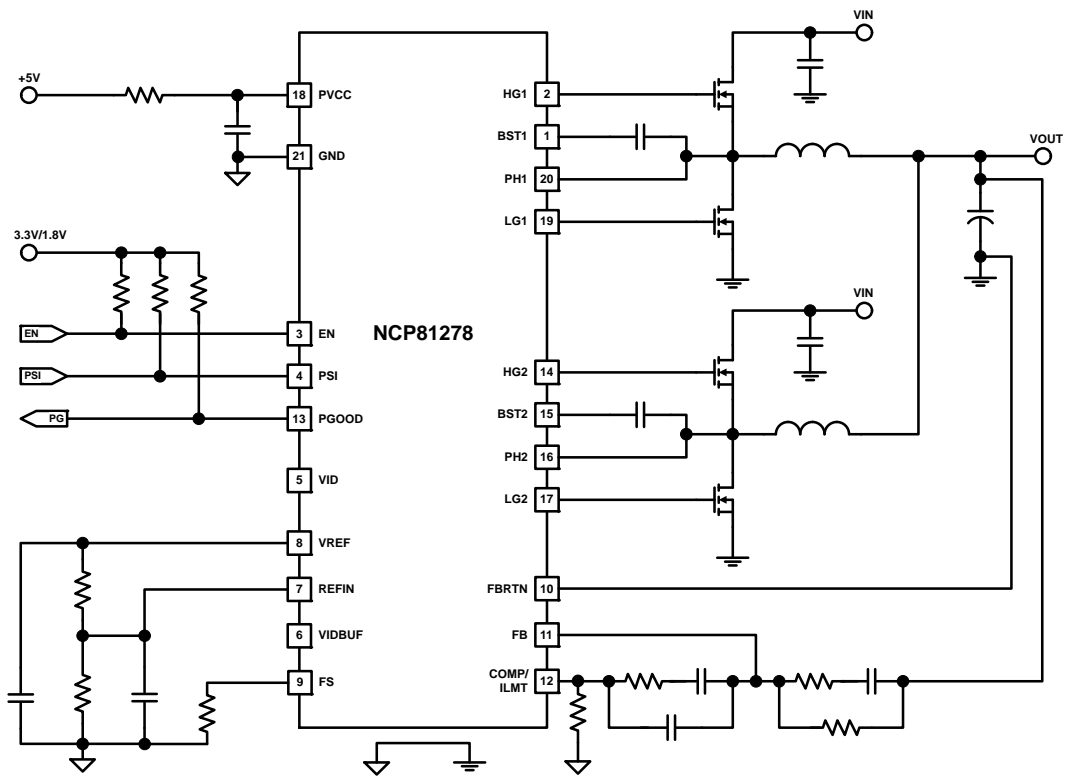 +5V
18 PVCC
21 GND
3.3V/1.8V
EN
3 EN
PSI
4 PSI
PG
13 PGOOD
5 VID
8 VREF
7 REFIN
6 VIDBUF
9 FS
NCP81278
HG1 2
BST1 1
PH1 20
LG1 19
HG2 14
BST2 15
PH2 16
LG2 17
FBRTN 10
FB 11
COMP/
ILMT 12
VIN
VOUT
VIN